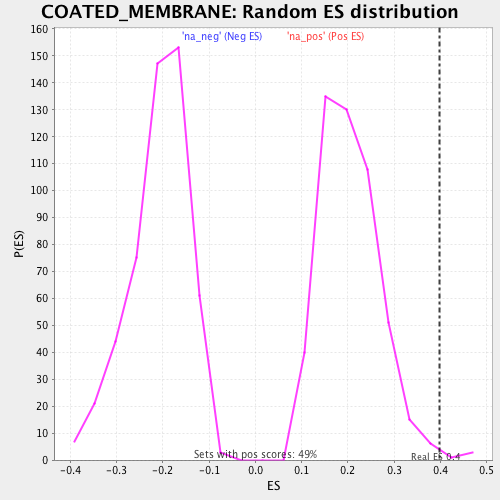 COATED_MEMBRANE: Random ES distribution
'na_neg' (Neg ES) 'na_pos' (Pos ES)
160
150
140
130
120
110
100
90
80
70
60
50
40
30
20
10
0
P(ES)
Sets with pos scores: 49%
Real ES 0.4
-0.4 -0.3 -0.2 -0.1 0.0 0.1 0.2 0.3 0.4 0.5
ES